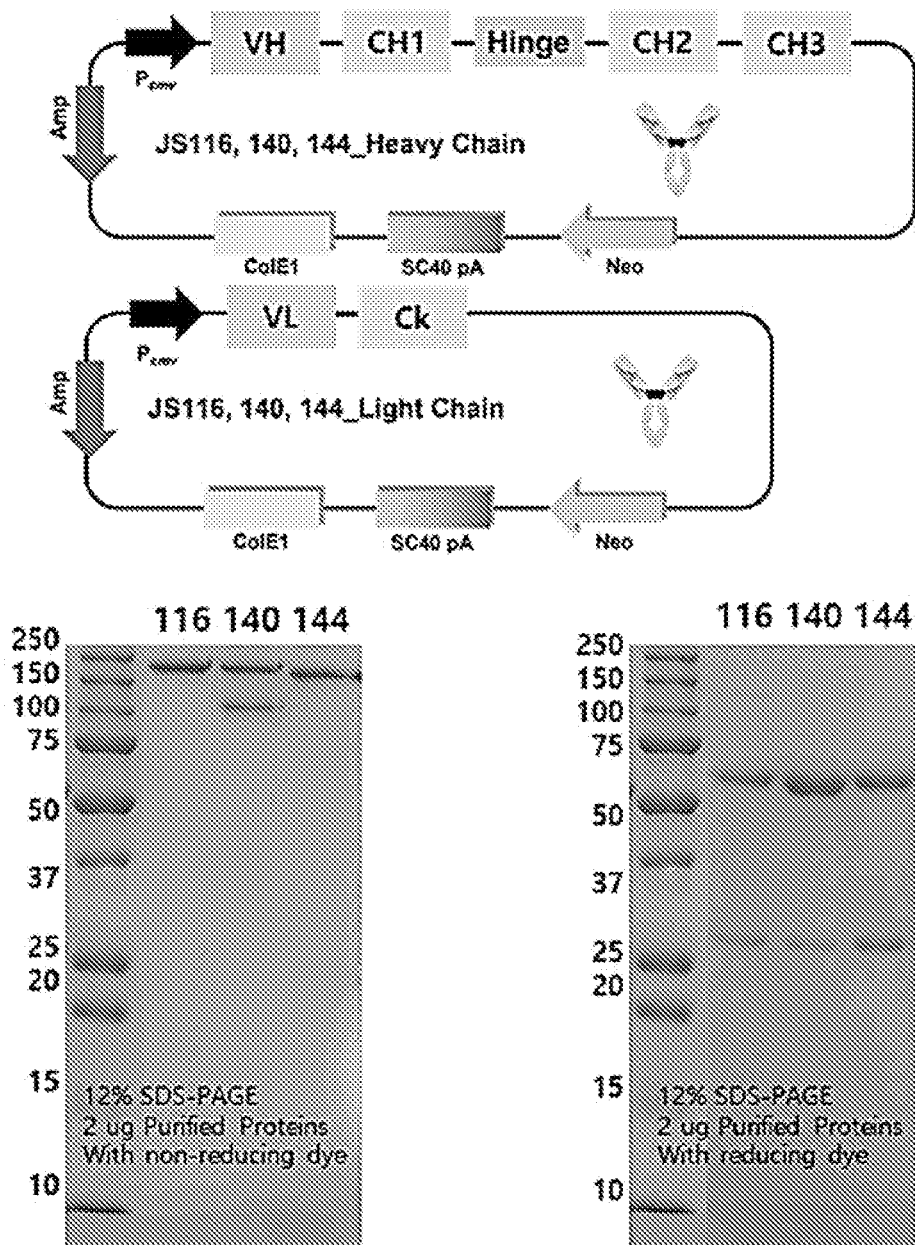 VH CH1 Hinge CH2 CH3
Pcmv
Amp
JS116, 140, 144_Heavy Chain
ColE1 SC40 pA Neo
VL Ck
Pcmv
Amp
JS116, 140, 144_Light Chain
ColE1 SC40 pA Neo
116 140 144
250
150
100
75
50
37
25
20
15
10
12% SDS-PAGE
2 ug Purified Proteins
With non-reducing dye
116 140 144
250
150
100
75
50
37
25
20
15
10
12% SDS-PAGE
2 ug Purified Proteins
With reducing dye